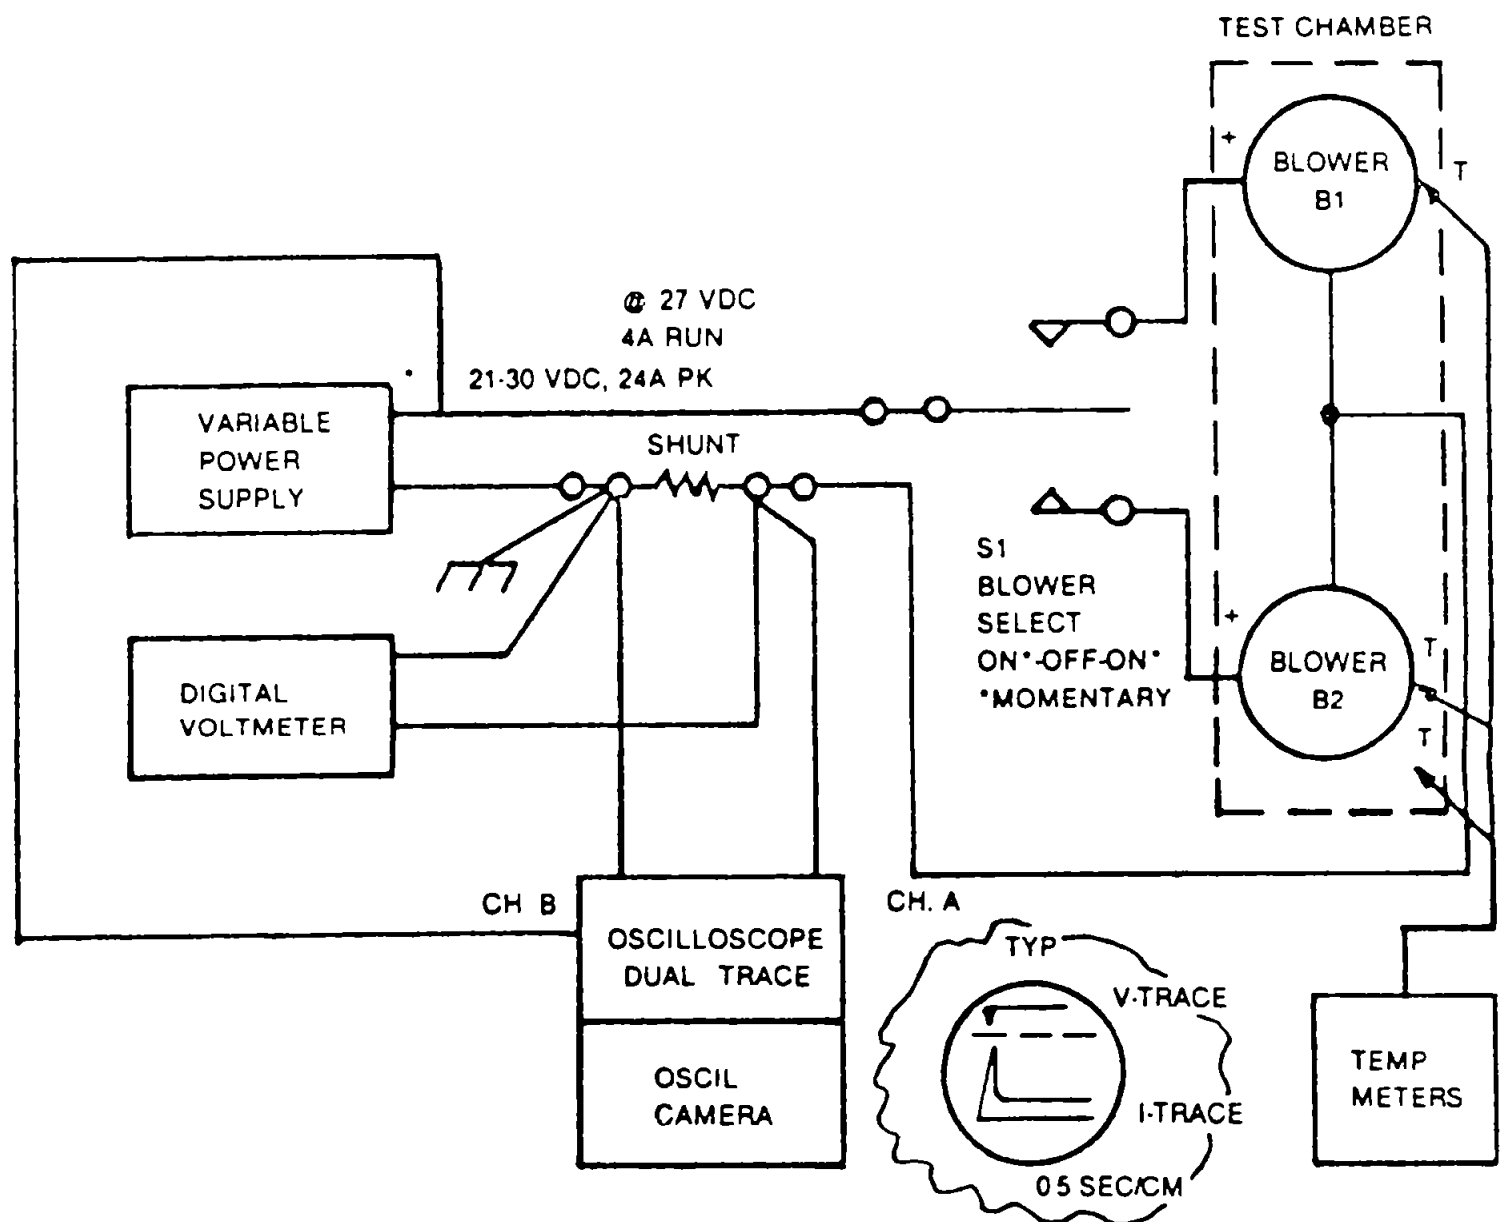 TEST CHAMBER
+
BLOWER
B1
T
@ 27 VDC
4A RUN
21-30 VDC, 24A PK
VARIABLE
POWER
SUPPLY
SHUNT
S1
BLOWER
SELECT
ON*-OFF-ON*
*MOMENTARY
+
BLOWER
B2
T
T
DIGITAL
VOLTMETER
CH B
CH. A
OSCILLOSCOPE
DUAL TRACE
OSCIL
CAMERA
TYP
V-TRACE
I-TRACE
0 5 SEC/CM
TEMP
METERS